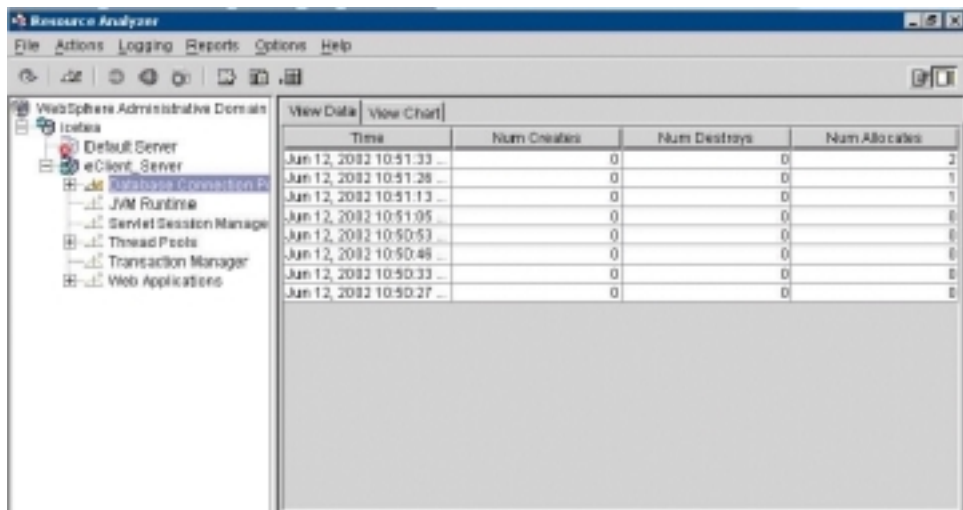 Resource Analyzer
File Actions Logging Reports Options Help
WebSphere Administrative Domain
Icetea
Default Server
eClient_Server
Database Connection P
JVM Runtime
Servlet Session Manage
Thread Pools
Transaction Manager
Web Applications
View Data View Chart
Time Num Creates Num Destroys Num Allocates
Jun 12, 2002 10:51:33 ... 0 0 2
Jun 12, 2002 10:51:26 ... 0 0 1
Jun 12, 2002 10:51:13 ... 0 0 1
Jun 12, 2002 10:51:05 ... 0 0 0
Jun 12, 2002 10:50:53 ... 0 0 0
Jun 12, 2002 10:50:46 ... 0 0 0
Jun 12, 2002 10:50:33 ... 0 0 0
Jun 12, 2002 10:50:27 ... 0 0 0